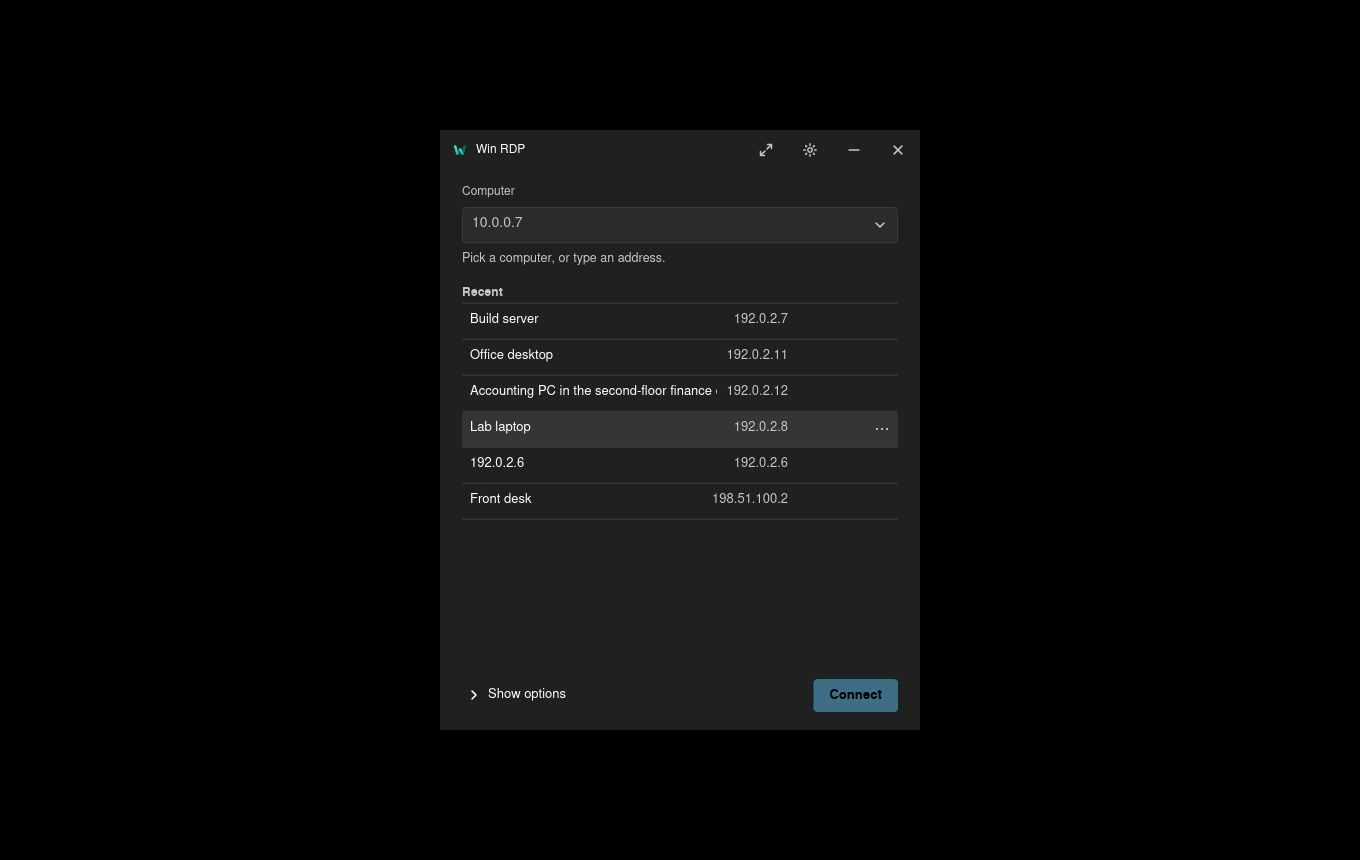 Win RDP
Computer
10.0.0.7
Pick a computer, or type an address.
Recent
Build server 192.0.2.7
Office desktop 192.0.2.11
Accounting PC in the second-floor finance 192.0.2.12
Lab laptop 192.0.2.8 ...
192.0.2.6 192.0.2.6
Front desk 198.51.100.2
Show options
Connect